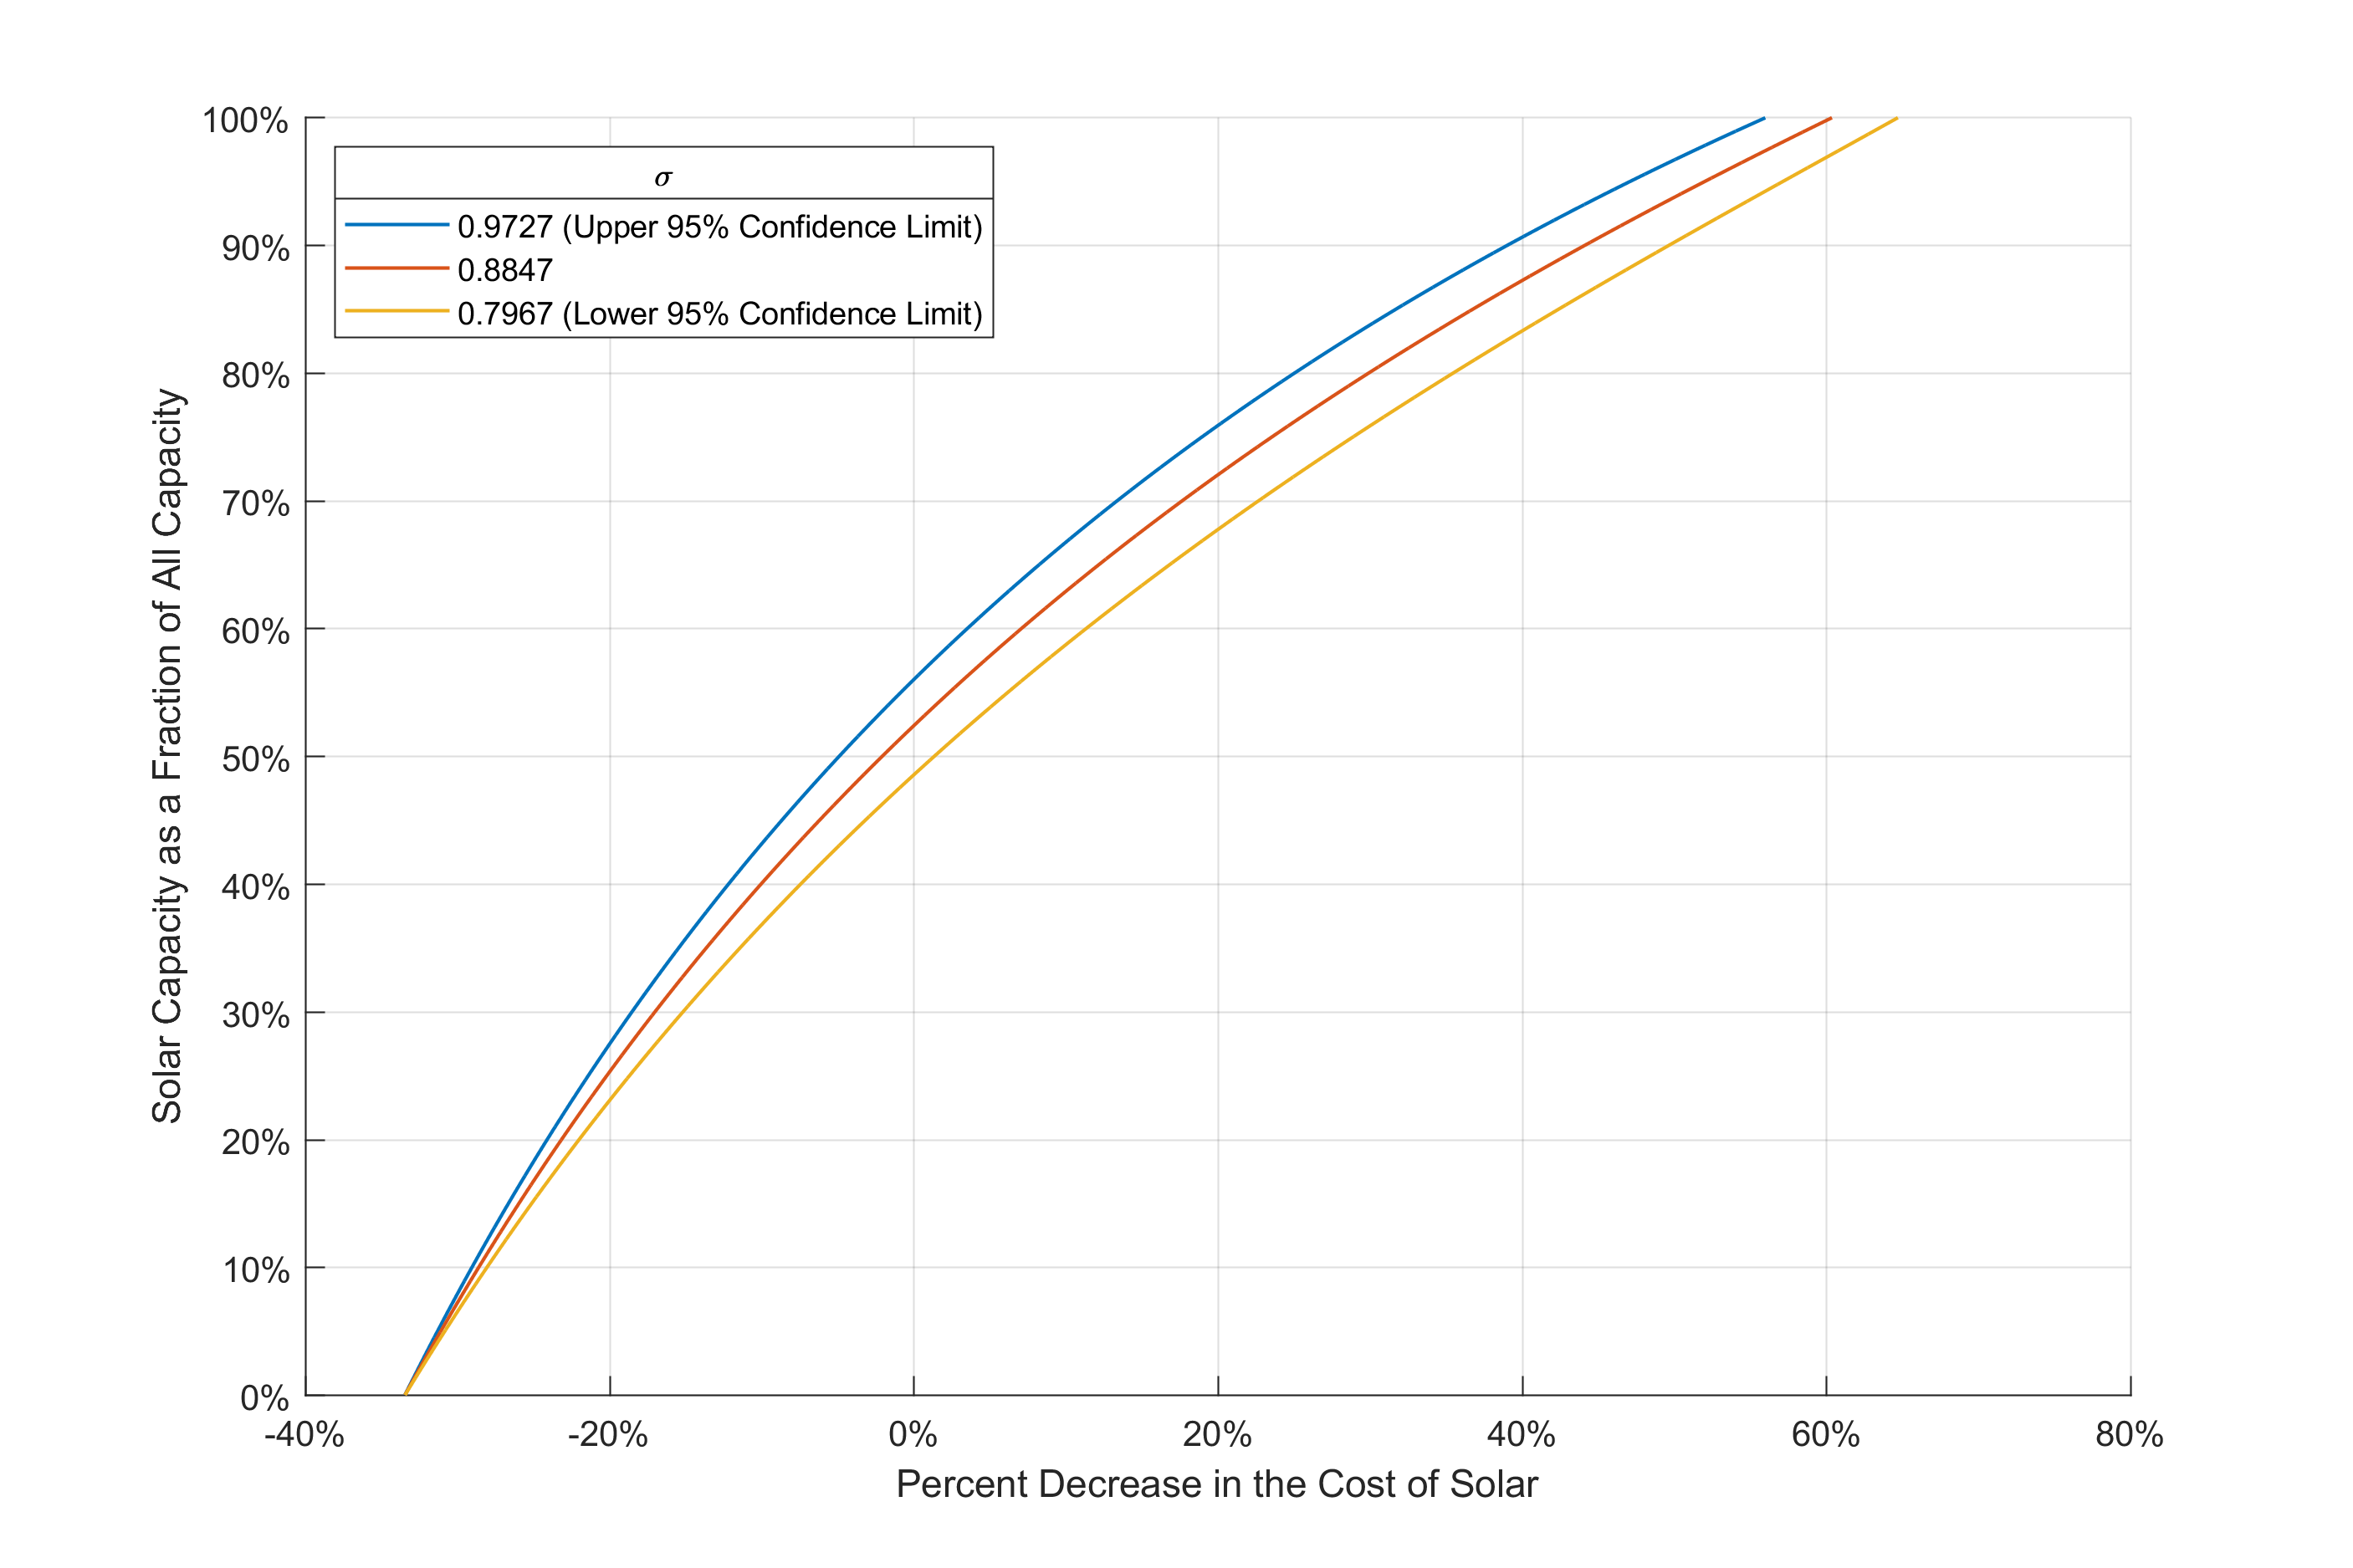 100%
90%
80%
70%
60%
50%
40%
30%
20%
10%
0%
Solar Capacity as a Fraction of All Capacity
σ
0.9727 (Upper 95% Confidence Limit)
0.8847
0.7967 (Lower 95% Confidence Limit)
-40% -20% 0% 20% 40% 60% 80%
Percent Decrease in the Cost of Solar